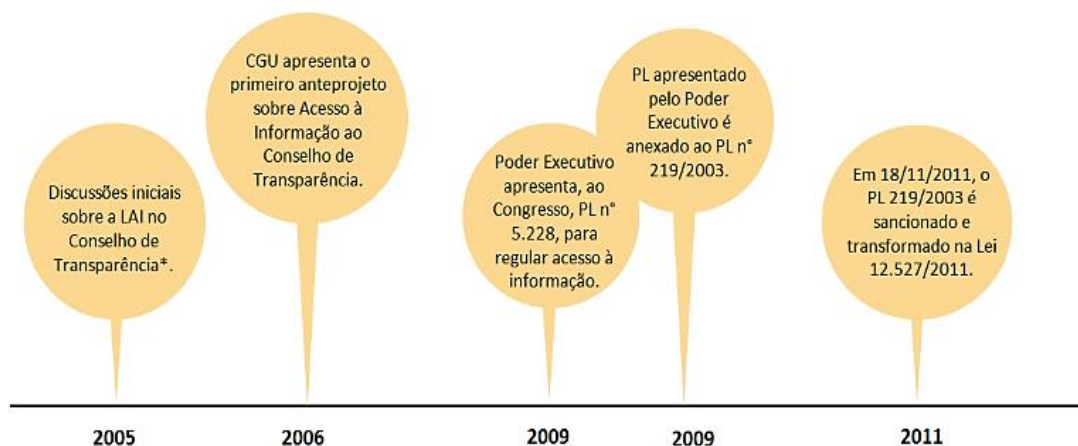 Discussões iniciais
sobre a LAI no
Conselho de
Transparência*.
CGU apresenta o
primeiro anteprojeto
sobre Acesso à
Informação ao
Conselho de
Transparência.
Poder Executivo
apresenta, ao
Congresso, PL n°
5.228, para
regular acesso à
informação.
PL apresentado
pelo Poder
Executivo é
anexado ao PL n°
219/2003.
Em 18/11/2011, o
PL 219/2003 é
sancionado e
transformado na Lei
12.527/2011.
2005 2006 2009 2009 2011